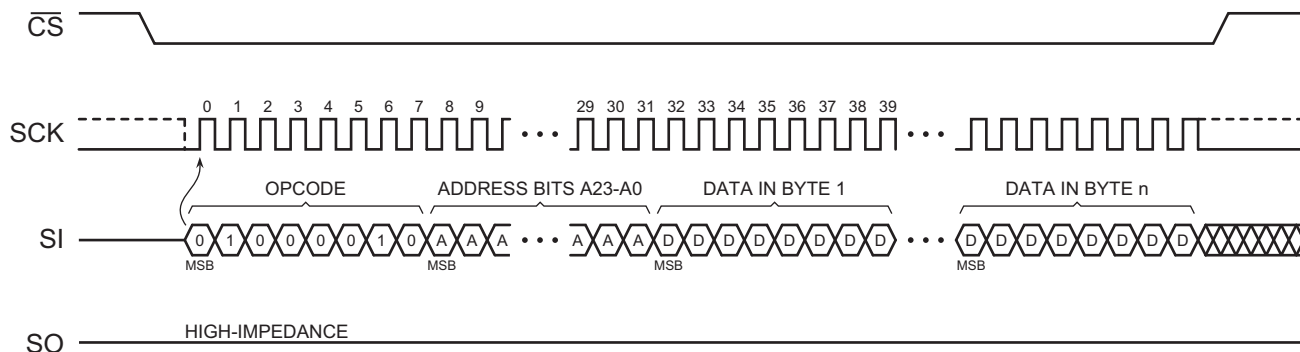 CS
0 1 2 3 4 5 6 7 8 9 29 30 31 32 33 34 35 36 37 38 39
SCK • • • • • •
OPCODE ADDRESS BITS A23-A0 DATA IN BYTE 1 DATA IN BYTE n
SI 0 1 0 0 0 0 1 0 A A A • • • A A A D D D D D D D D • • • D D D D D D D D
MSB MSB MSB MSB
HIGH-IMPEDANCE
SO